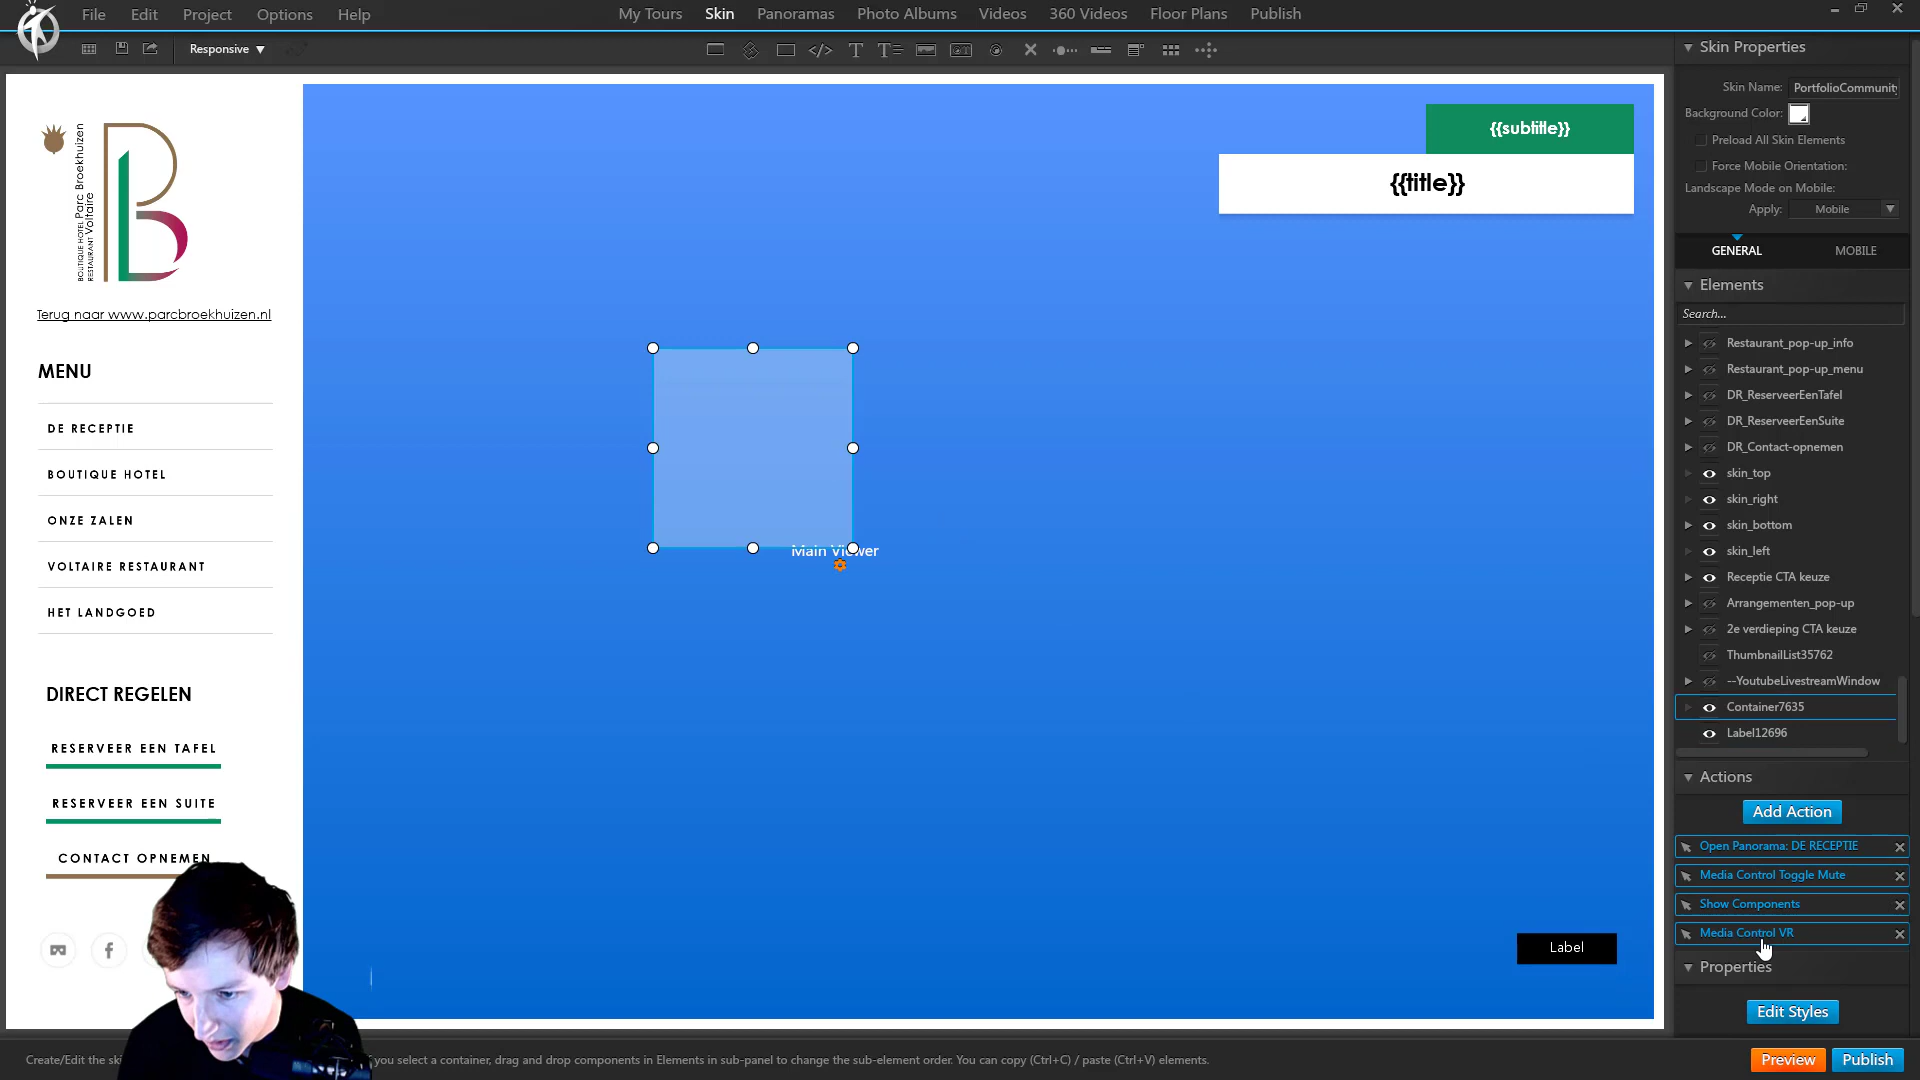 File Edit Project Options Help
My Tours Skin Panoramas Photo Albums Videos 360 Videos Floor Plans Publish
Responsive
BOUTIQUE HOTEL Parc Broekhuizen
RESTAURANT Voltaire
Terug naar www.parcbroekhuizen.nl
MENU
DE RECEPTIE
BOUTIQUE HOTEL
ONZE ZALEN
VOLTAIRE RESTAURANT
HET LANDGOED
DIRECT REGELEN
RESERVEER EEN TAFEL
RESERVEER EEN SUITE
CONTACT OPNEMEN
{{subtitle}}
{{title}}
Main Viewer
Label
Skin Properties
Skin Name: PortfolioCommunity
Background Color:
Preload All Skin Elements
Force Mobile Orientation:
Landscape Mode on Mobile:
Apply: Mobile
GENERAL MOBILE
Elements
Search...
Restaurant_pop-up_info
Restaurant_pop-up_menu
DR_ReserveerEenTafel
DR_ReserveerEenSuite
DR_Contact-opnemen
skin_top
skin_right
skin_bottom
skin_left
Receptie CTA keuze
Arrangementen_pop-up
2e verdieping CTA keuze
ThumbnailList35762
--YoutubeLivestreamWindow
Container7635
Label12696
Actions
Add Action
Open Panorama: DE RECEPTIE
Media Control Toggle Mute
Show Components
Media Control VR
Properties
Edit Styles
Create/Edit the ski
you select a container, drag and drop components in Elements in sub-panel to change the sub-element order. You can copy (Ctrl+C) / paste (Ctrl+V) elements.
Preview Publish